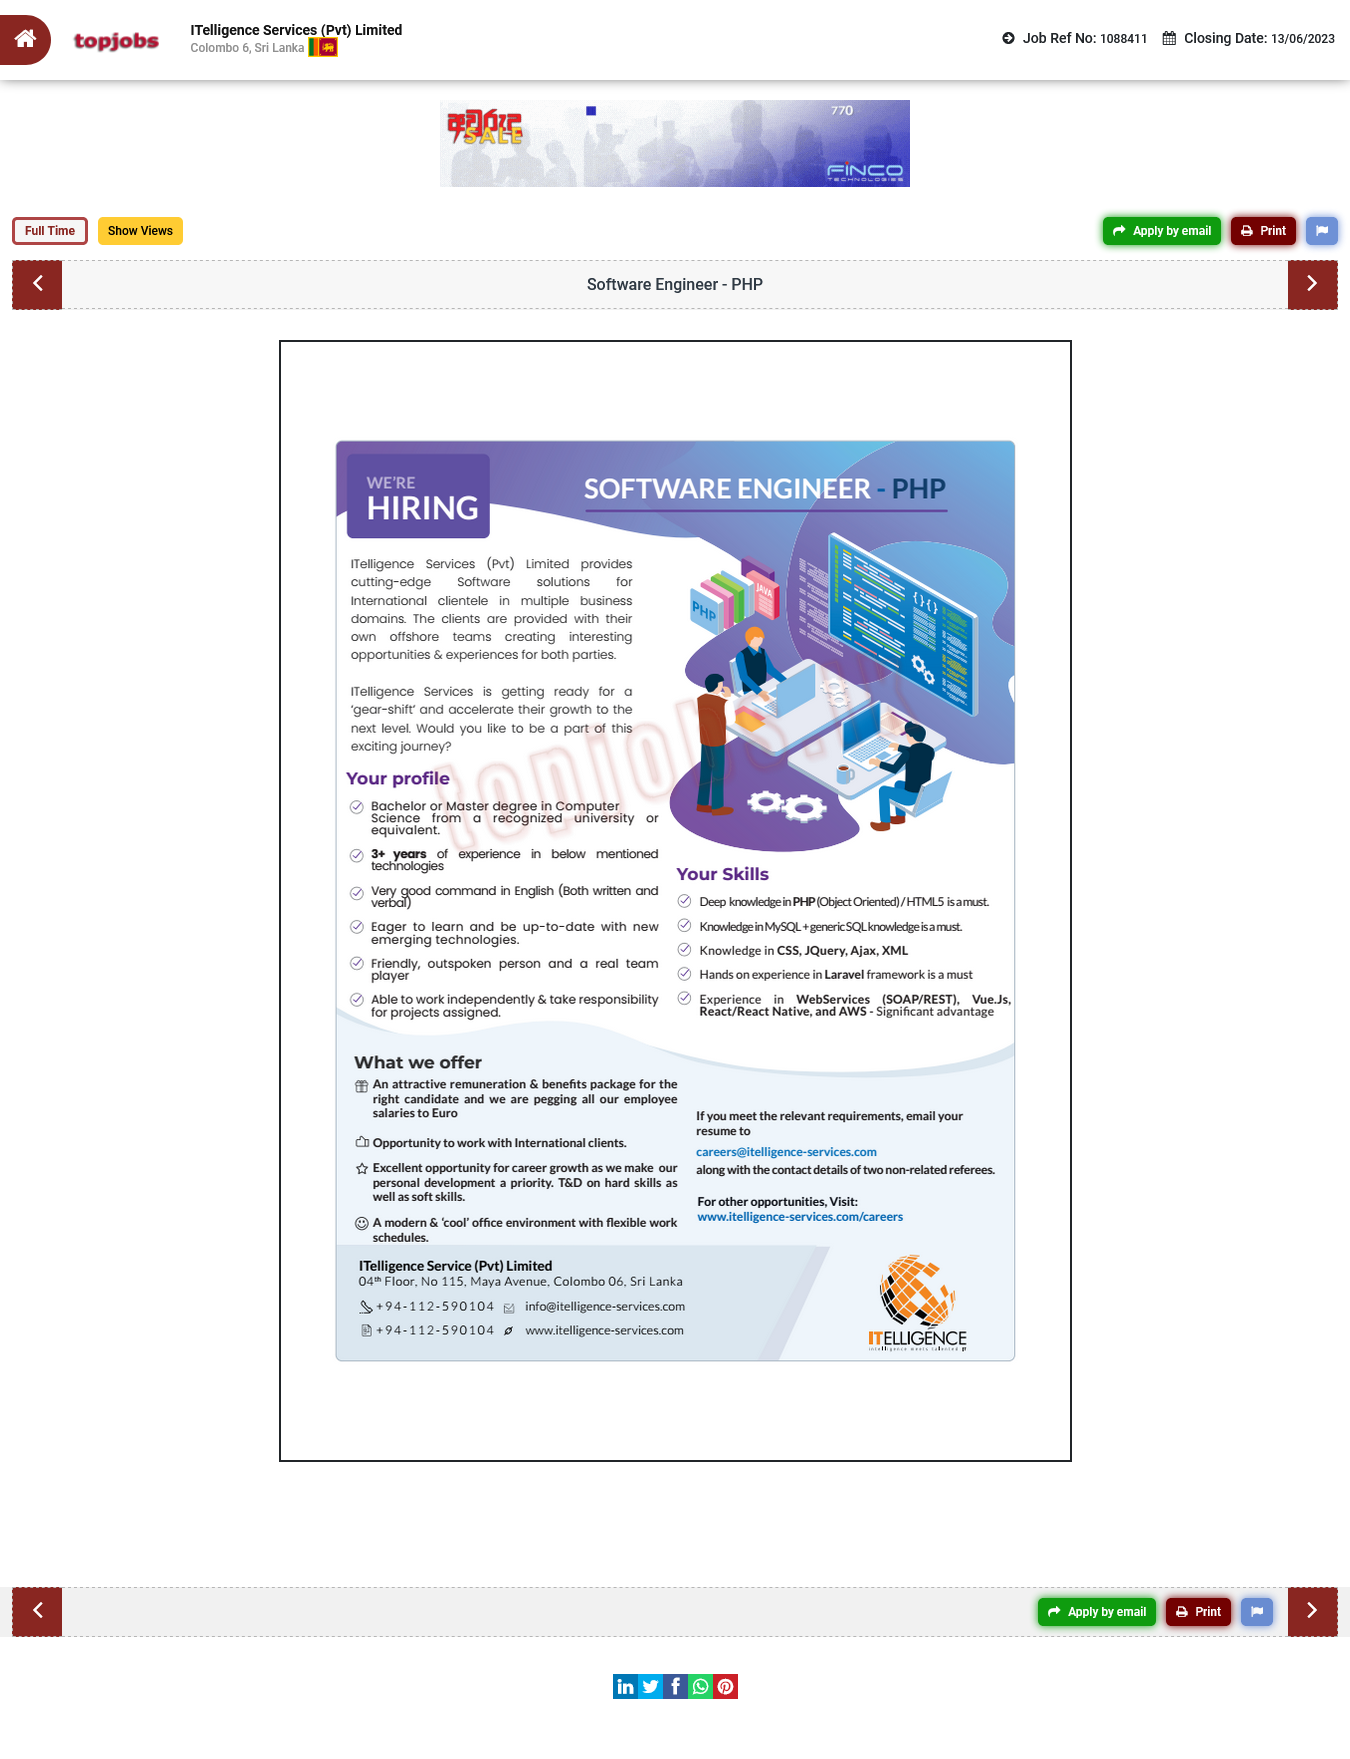 topjobs
ITelligence Services (Pvt) Limited
Colombo 6, Sri Lanka
Job Ref No: 1088411
Closing Date: 13/06/2023
අවුරුදු
SALE
770
FINCO
TECHNOLOGIES
Full Time
Show Views
Apply by email
Print
Software Engineer - PHP
WE'RE
HIRING
SOFTWARE ENGINEER - PHP
ITelligence Services (Pvt) Limited provides
cutting-edge Software solutions for
International clientele in multiple business
domains. The clients are provided with their
own offshore teams creating interesting
opportunities & experiences for both parties.
ITelligence Services is getting ready for a
'gear-shift' and accelerate their growth to the
next level. Would you like to be a part of this
exciting journey?
PHP
JAVA
{}{}
topjobs
Your profile
Bachelor or Master degree in Computer
Science from a recognized university or
equivalent.
3+ years of experience in below mentioned
technologies
Very good command in English (Both written and
verbal)
Eager to learn and be up-to-date with new
emerging technologies.
Friendly, outspoken person and a real team
player
Able to work independently & take responsibility
for projects assigned.
Your Skills
Deep knowledge in PHP (Object Oriented) / HTML5 is a must.
Knowledge in MySQL + generic SQL knowledge is a must.
Knowledge in CSS, JQuery, Ajax, XML
Hands on experience in Laravel framework is a must
Experience in WebServices (SOAP/REST), Vue.Js,
React/React Native, and AWS - Significant advantage
What we offer
An attractive remuneration & benefits package for the
right candidate and we are pegging all our employee
salaries to Euro
Opportunity to work with International clients.
Excellent opportunity for career growth as we make our
personal development a priority. T&D on hard skills as
well as soft skills.
A modern & 'cool' office environment with flexible work
schedules.
If you meet the relevant requirements, email your
resume to
careers@itelligence-services.com
along with the contact details of two non-related referees.
For other opportunities, Visit:
www.itelligence-services.com/careers
ITelligence Service (Pvt) Limited
04th Floor, No 115, Maya Avenue, Colombo 06, Sri Lanka
+94-112-590104
info@itelligence-services.com
+94-112-590104
www.itelligence-services.com
ITELLIGENCE
intelligence meets talented IT
Apply by email
Print